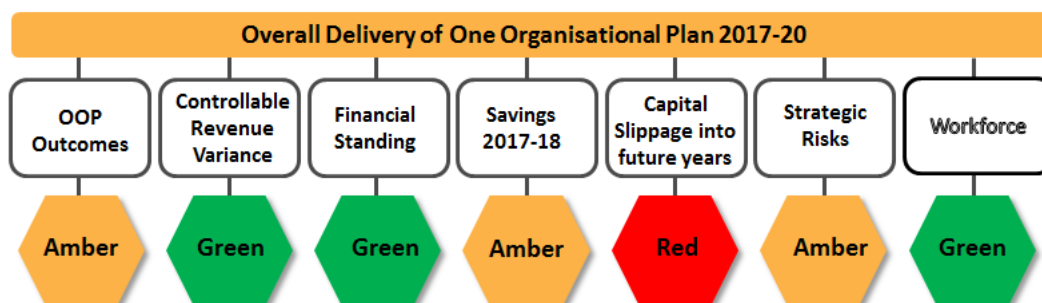 Overall Delivery of One Organisational Plan 2017-20
OOP
Outcomes
Controllable
Revenue
Variance
Financial
Standing
Savings
2017-18
Capital
Slippage into
future years
Strategic
Risks
Workforce
Amber
Green
Green
Amber
Red
Amber
Green